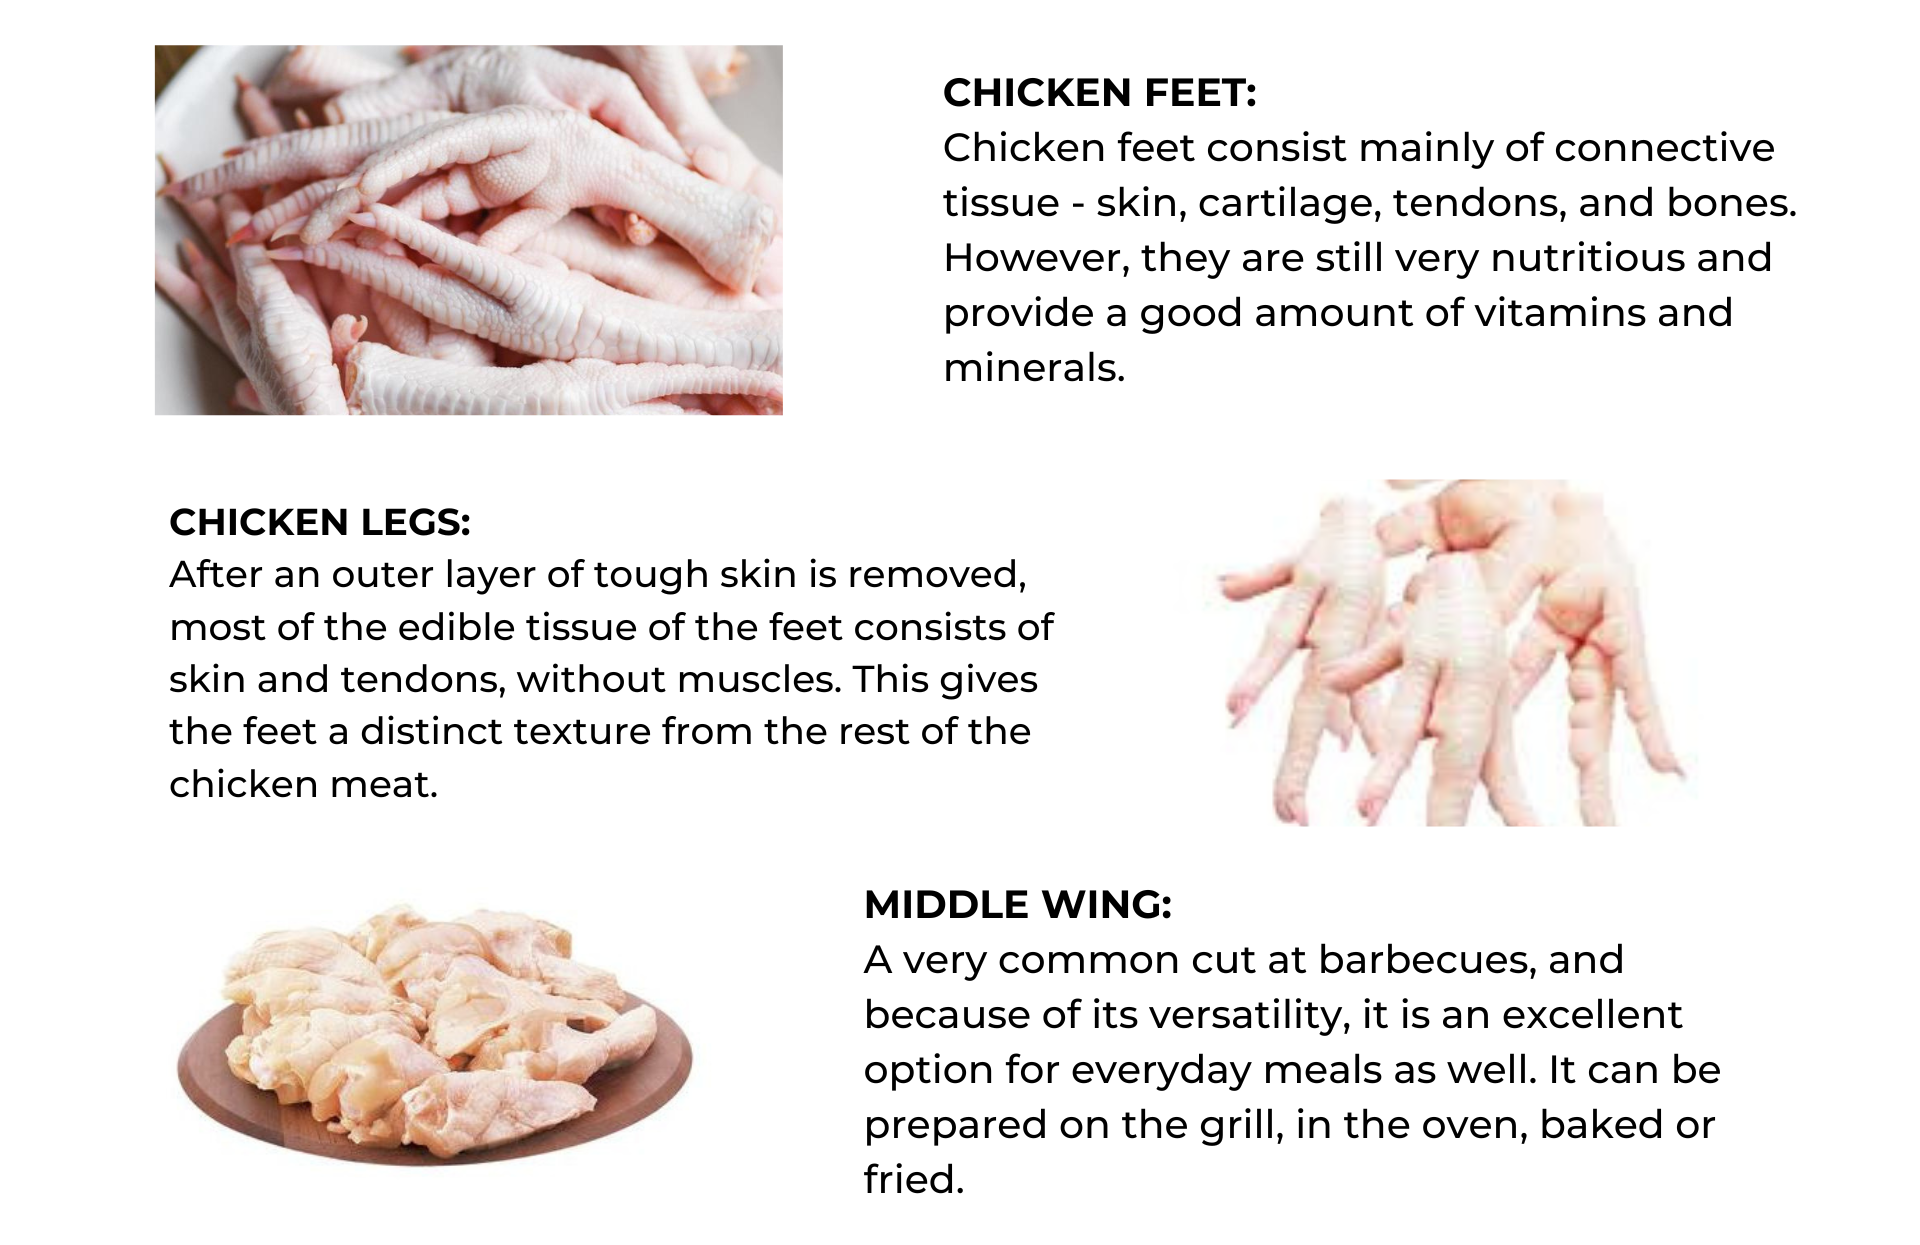 CHICKEN FEET:
Chicken feet consist mainly of connective
tissue - skin, cartilage, tendons, and bones.
However, they are still very nutritious and
provide a good amount of vitamins and
minerals.
CHICKEN LEGS:
After an outer layer of tough skin is removed,
most of the edible tissue of the feet consists of
skin and tendons, without muscles. This gives
the feet a distinct texture from the rest of the
chicken meat.
MIDDLE WING:
A very common cut at barbecues, and
because of its versatility, it is an excellent
option for everyday meals as well. It can be
prepared on the grill, in the oven, baked or
fried.